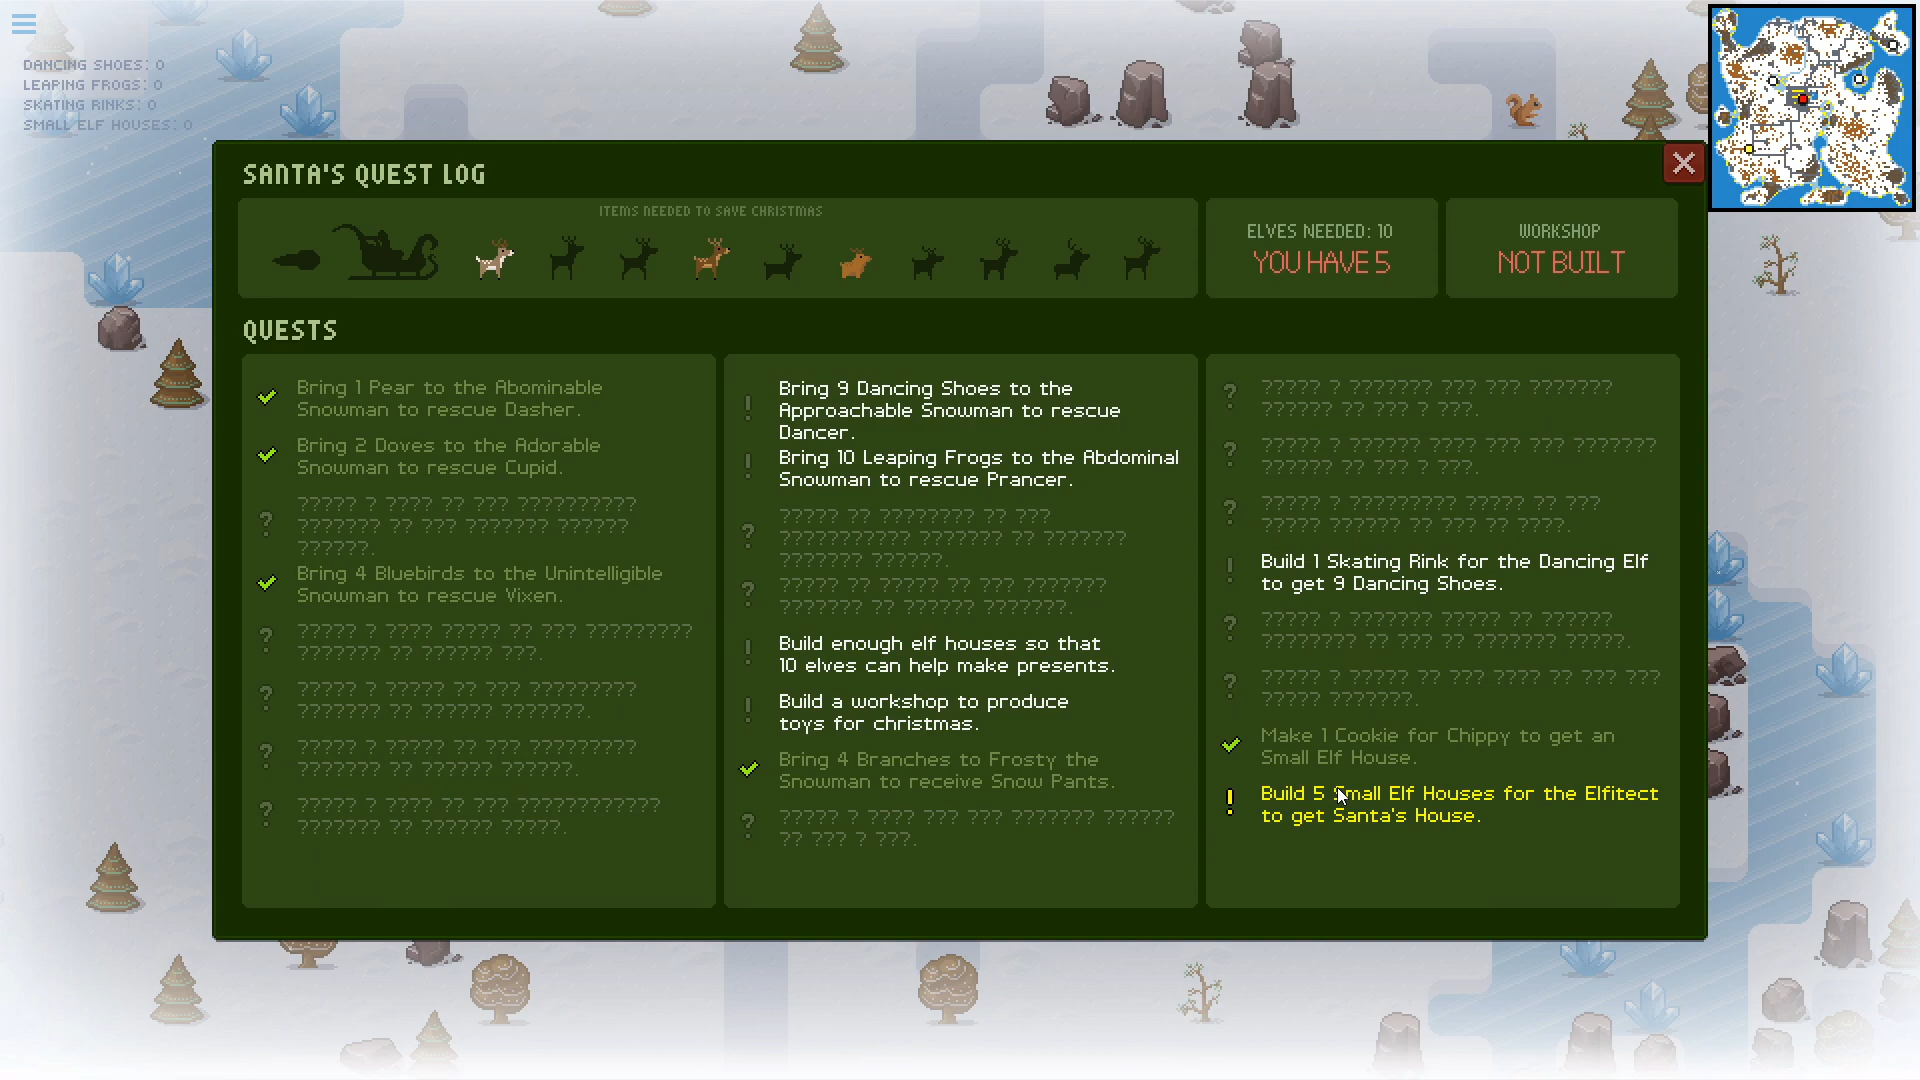 DANCING SHOES: 0
LEAPING FROGS: 0
SKATING RINKS: 0
SMALL ELF HOUSES: 0
SANTA'S QUEST LOG
ITEMS NEEDED TO SAVE CHRISTMAS
ELVES NEEDED: 10
YOU HAVE 5
WORKSHOP
NOT BUILT
QUESTS
Bring 1 Pear to the Abominable
Snowman to rescue Dasher.
Bring 2 Doves to the Adorable
Snowman to rescue Cupid.
????? ? ???? ?? ??? ??????????
??????? ?? ??? ??????? ??????
??????.
Bring 4 Bluebirds to the Unintelligible
Snowman to rescue Vixen.
????? ? ???? ????? ?? ??? ?????????
??????? ?? ?????? ???.
????? ? ????? ?? ??? ?????????
??????? ?? ?????? ???????.
????? ? ????? ?? ??? ?????????
??????? ?? ?????? ??????.
????? ? ???? ?? ??? ????????????
??????? ?? ?????? ?????.
Bring 9 Dancing Shoes to the
Approachable Snowman to rescue
Dancer.
Bring 10 Leaping Frogs to the Abdominal
Snowman to rescue Prancer.
????? ?? ???????? ?? ???
???????????? ??????? ?? ???????
??????? ??????.
????? ?? ????? ?? ??? ???????
??????? ?? ?????? ???????.
Build enough elf houses so that
10 elves can help make presents.
Build a workshop to produce
toys for christmas.
Bring 4 Branches to Frosty the
Snowman to receive Snow Pants.
????? ? ???? ??? ??? ??????? ??????
?? ??? ? ???.
????? ? ??????? ??? ??? ???????
?????? ?? ??? ? ???.
????? ? ?????? ???? ??? ??? ???????
?????? ?? ??? ? ???.
????? ? ????????? ????? ?? ???
????? ?????? ?? ??? ?? ????.
Build 1 Skating Rink for the Dancing Elf
to get 9 Dancing Shoes.
????? ? ??????? ????? ?? ??????
???????? ?? ??? ?? ??????? ?????.
????? ? ????? ?? ??? ???? ?? ??? ???
????? ???????.
Make 1 Cookie for Chippy to get an
Small Elf House.
Build 5 Small Elf Houses for the Elfitect
to get Santa's House.